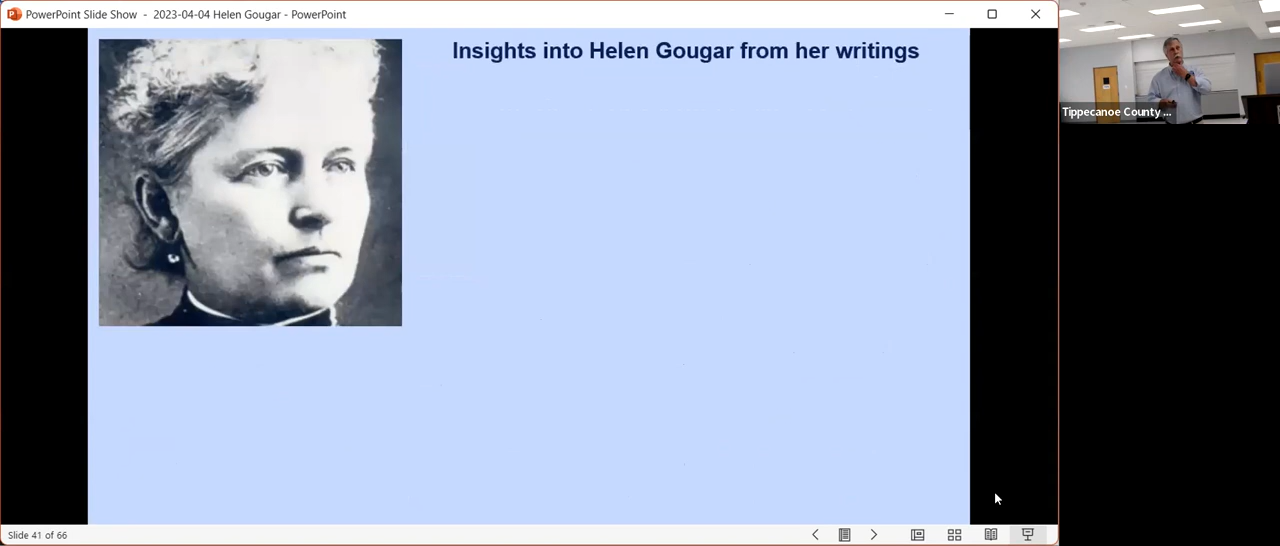 PowerPoint Slide Show - 2023-04-04 Helen Gougar - PowerPoint
Insights into Helen Gougar from her writings
Tippecanoe County ...
Slide 41 of 66